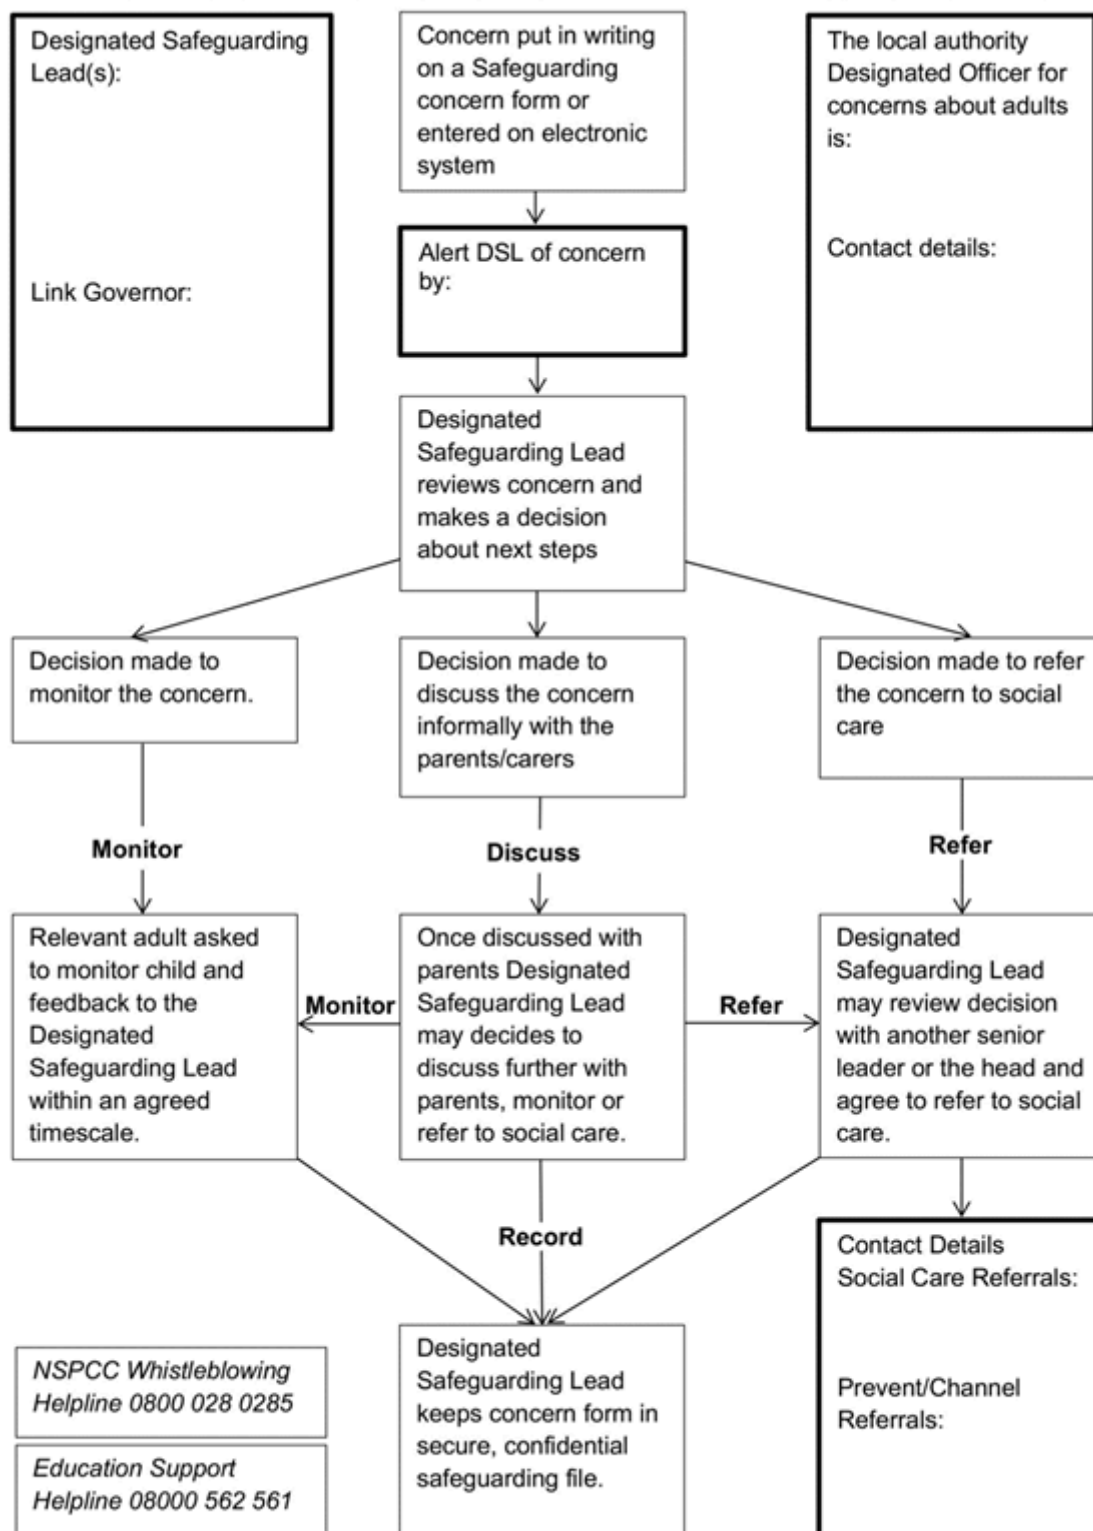 Designated Safeguarding
Lead(s):
Link Governor:
Concern put in writing
on a Safeguarding
concern form or
entered on electronic
system
The local authority
Designated Officer for
concerns about adults
is:
Contact details:
Alert DSL of concern
by:
Designated
Safeguarding Lead
reviews concern and
makes a decision
about next steps
Decision made to
monitor the concern.
Decision made to
discuss the concern
informally with the
parents/carers
Decision made to refer
the concern to social
care
Monitor
Discuss
Refer
Relevant adult asked
to monitor child and
feedback to the
Designated
Safeguarding Lead
within an agreed
timescale.
Monitor
Once discussed with
parents Designated
Safeguarding Lead
may decides to
discuss further with
parents, monitor or
refer to social care.
Refer
Designated
Safeguarding Lead
may review decision
with another senior
leader or the head and
agree to refer to social
care.
Record
Contact Details
Social Care Referrals:
Prevent/Channel
Referrals:
Designated
Safeguarding Lead
keeps concern form in
secure, confidential
safeguarding file.
NSPCC Whistleblowing
Helpline 0800 028 0285
Education Support
Helpline 08000 562 561